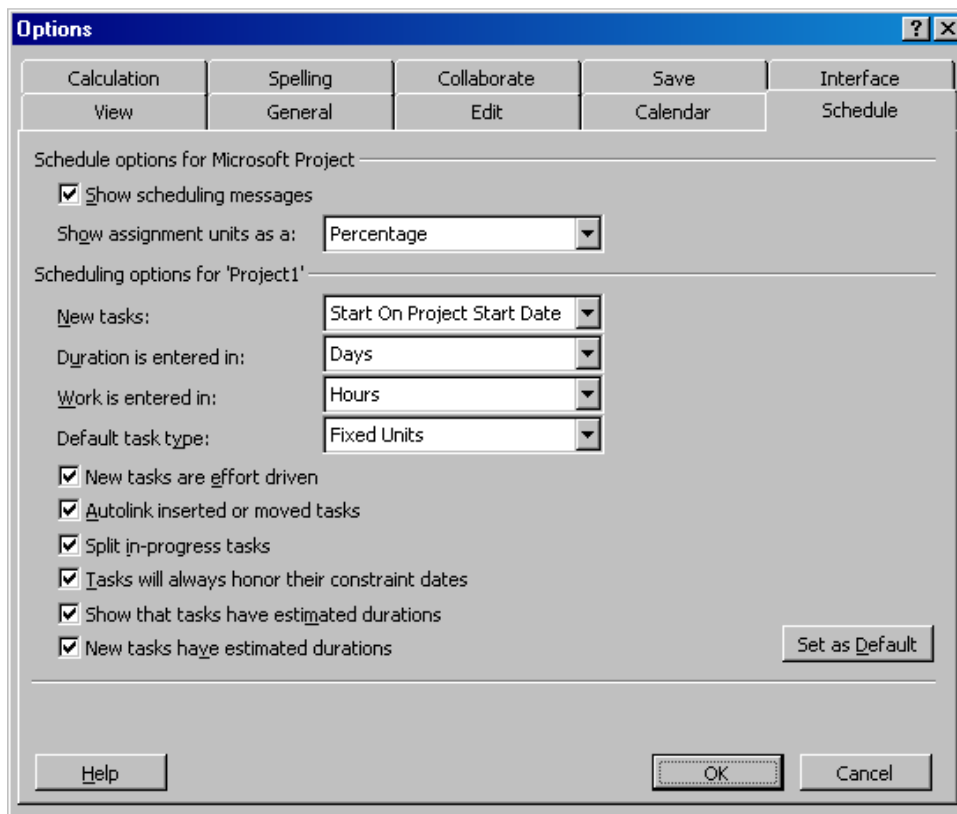 Options
Calculation Spelling Collaborate Save Interface
View General Edit Calendar Schedule
Schedule options for Microsoft Project
Show scheduling messages
Show assignment units as a: Percentage
Scheduling options for 'Project1'
New tasks: Start On Project Start Date
Duration is entered in: Days
Work is entered in: Hours
Default task type: Fixed Units
New tasks are effort driven
Autolink inserted or moved tasks
Split in-progress tasks
Tasks will always honor their constraint dates
Show that tasks have estimated durations
New tasks have estimated durations Set as Default
Help OK Cancel